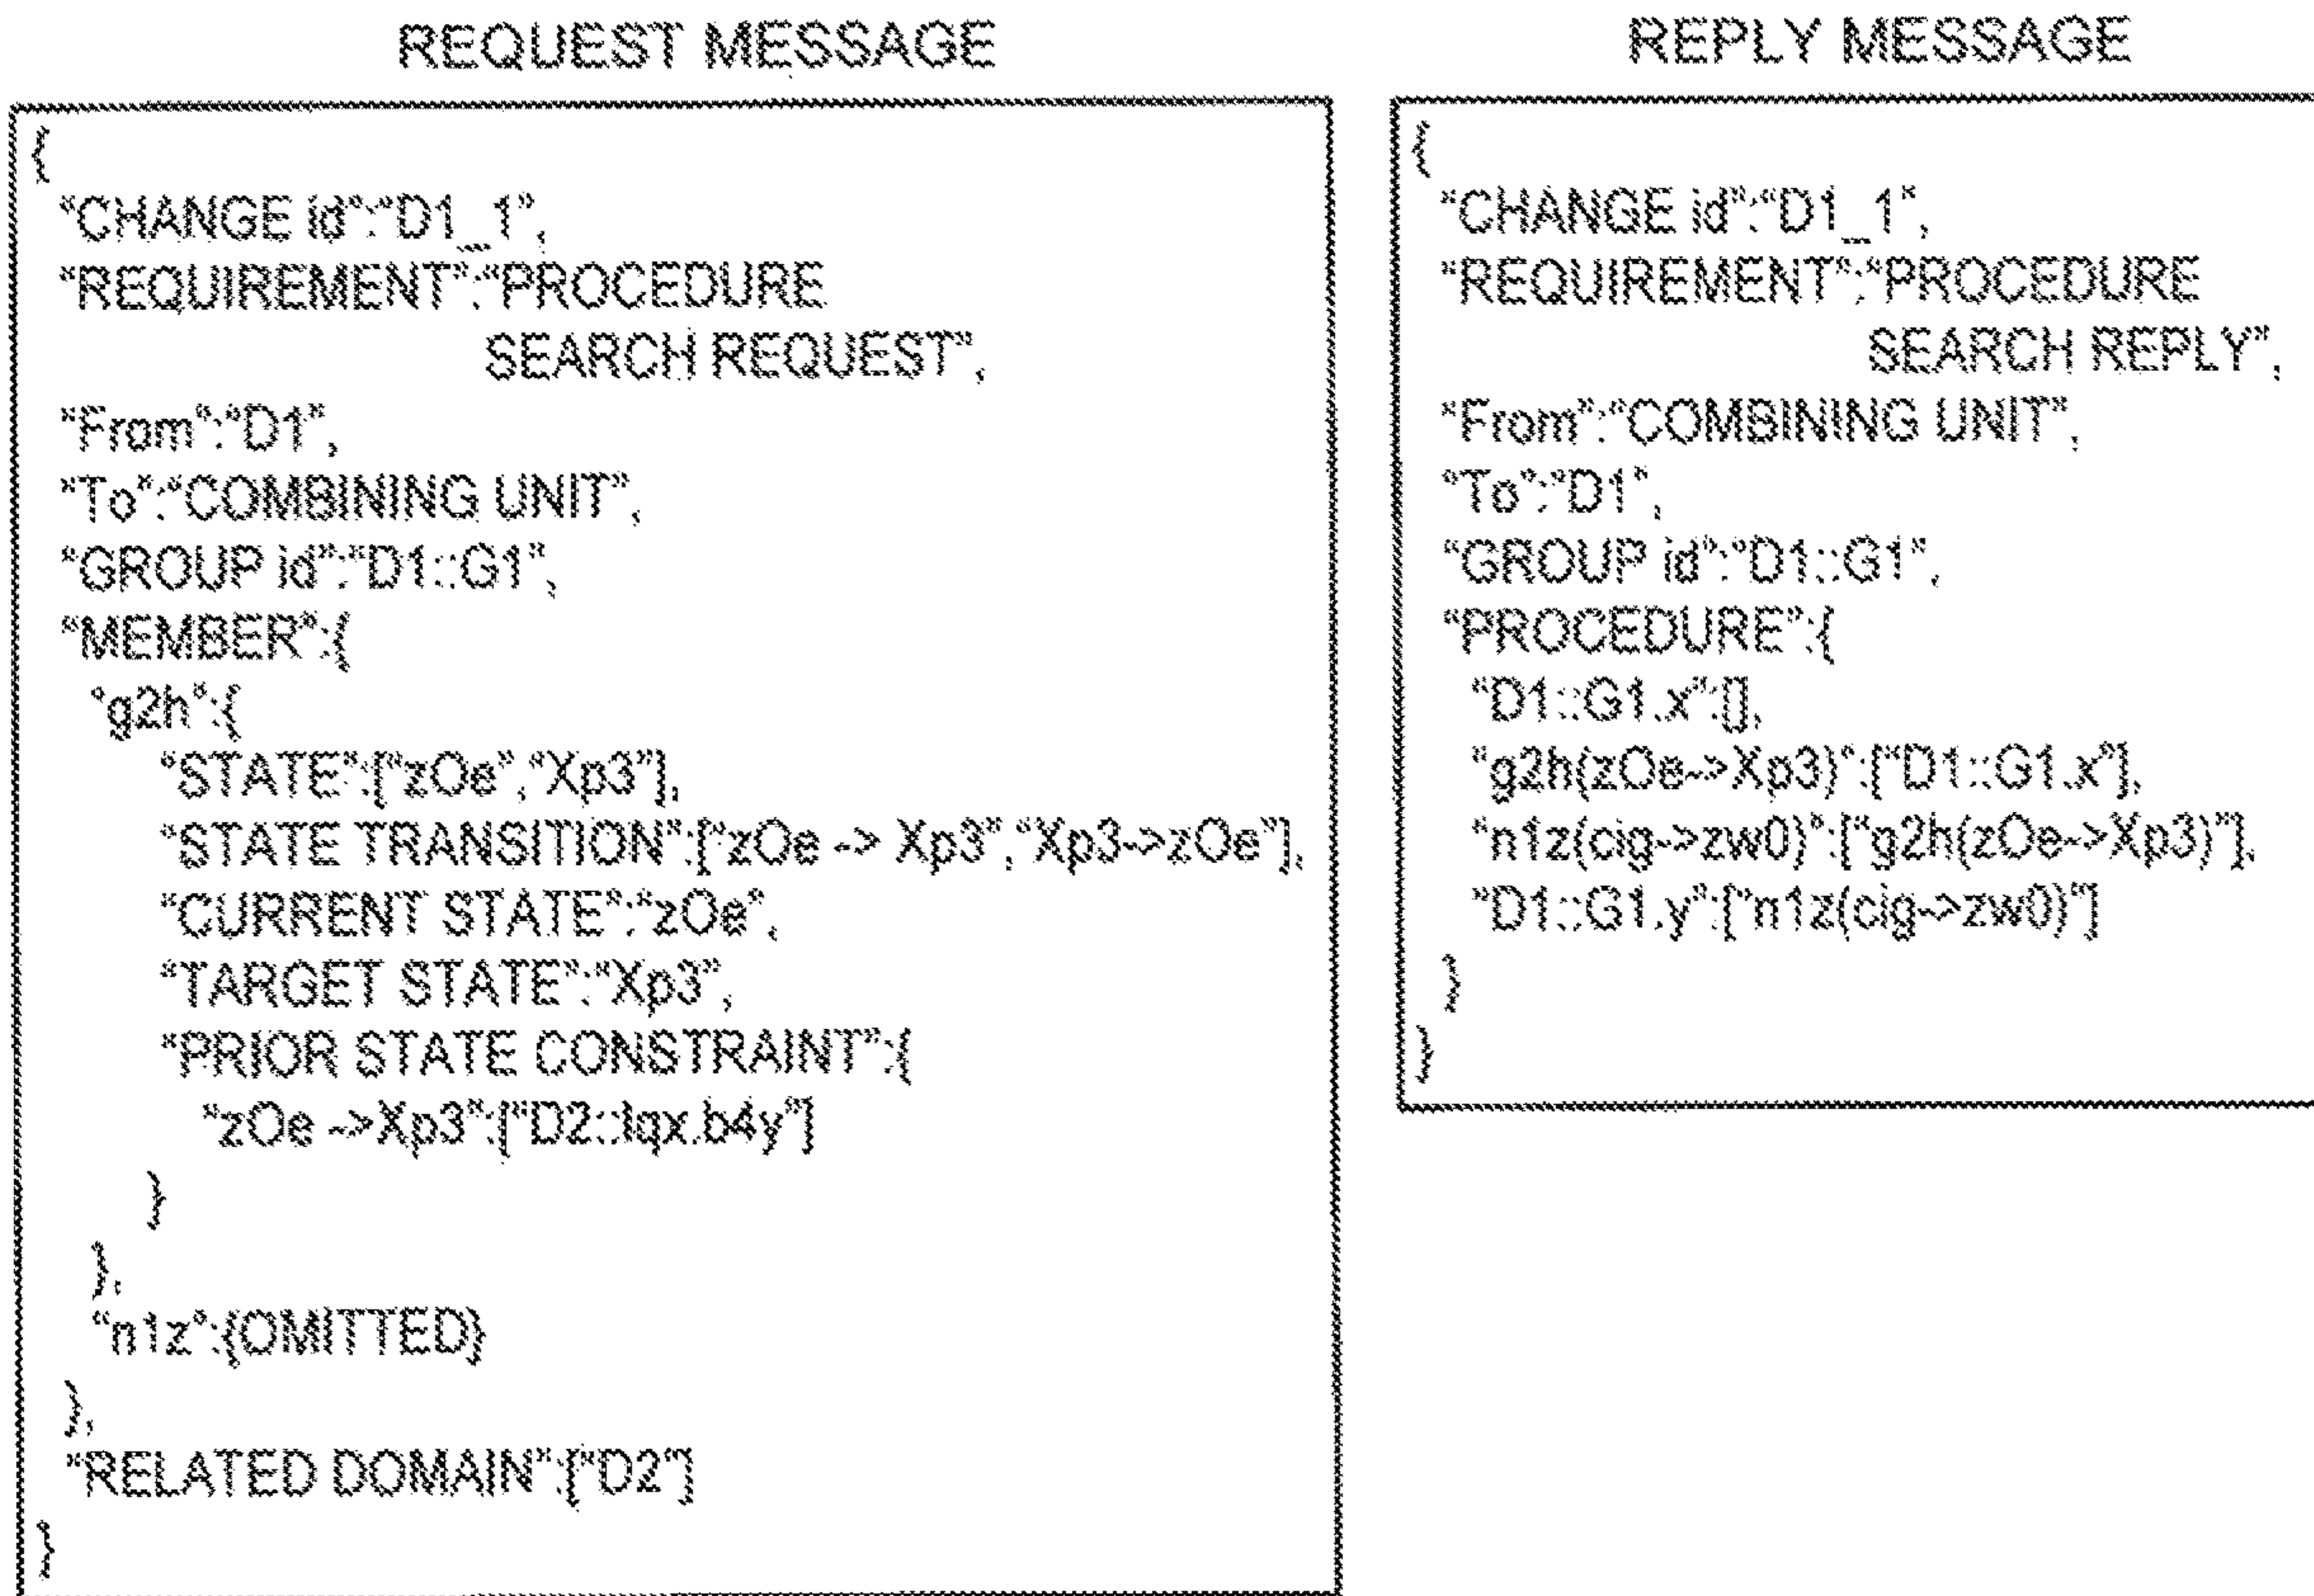 REQUEST MESSAGE
{
"CHANGE id":"D1_1",
"REQUIREMENT":"PROCEDURE
SEARCH REQUEST",
"From":"D1",
"To":"COMBINING UNIT",
"GROUP id":"D1::G1",
"MEMBER":{
"g2h":{
"STATE":["zOe","Xp3"],
"STATE TRANSITION":["zOe -> Xp3","Xp3->zOe"],
"CURRENT STATE":"zOe",
"TARGET STATE":"Xp3",
"PRIOR STATE CONSTRAINT":{
"zOe ->Xp3":["D2::lqx.b4y"]
}
},
"n1z":{OMITTED}
},
"RELATED DOMAIN":["D2"]
}
REPLY MESSAGE
{
"CHANGE id":"D1_1",
"REQUIREMENT":"PROCEDURE
SEARCH REPLY",
"From":"COMBINING UNIT",
"To":"D1",
"GROUP id":"D1::G1",
"PROCEDURE":{
"D1::G1.x":[],
"g2h(zOe->Xp3)":["D1::G1.x"],
"n1z(cig->zw0)":["g2h(zOe->Xp3)"],
"D1::G1.y":["n1z(cig->zw0)"]
}
}